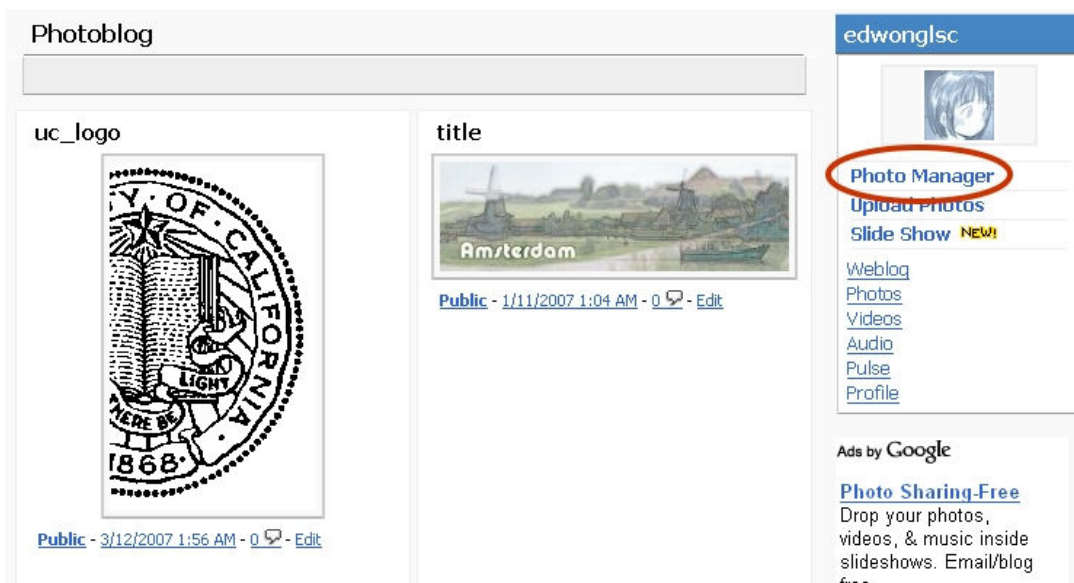 Photoblog
uc_logo
Y·OF·CALIFORNIA·
LIGHT
HERE BE
1868·
Public - 3/12/2007 1:56 AM - 0 - Edit
title
Amsterdam
Public - 1/11/2007 1:04 AM - 0 - Edit
edwonglsc
Photo Manager
Upload Photos
Slide Show NEW!
Weblog
Photos
Videos
Audio
Pulse
Profile
Ads by Google
Photo Sharing-Free
Drop your photos,
videos, & music inside
slideshows. Email/blog